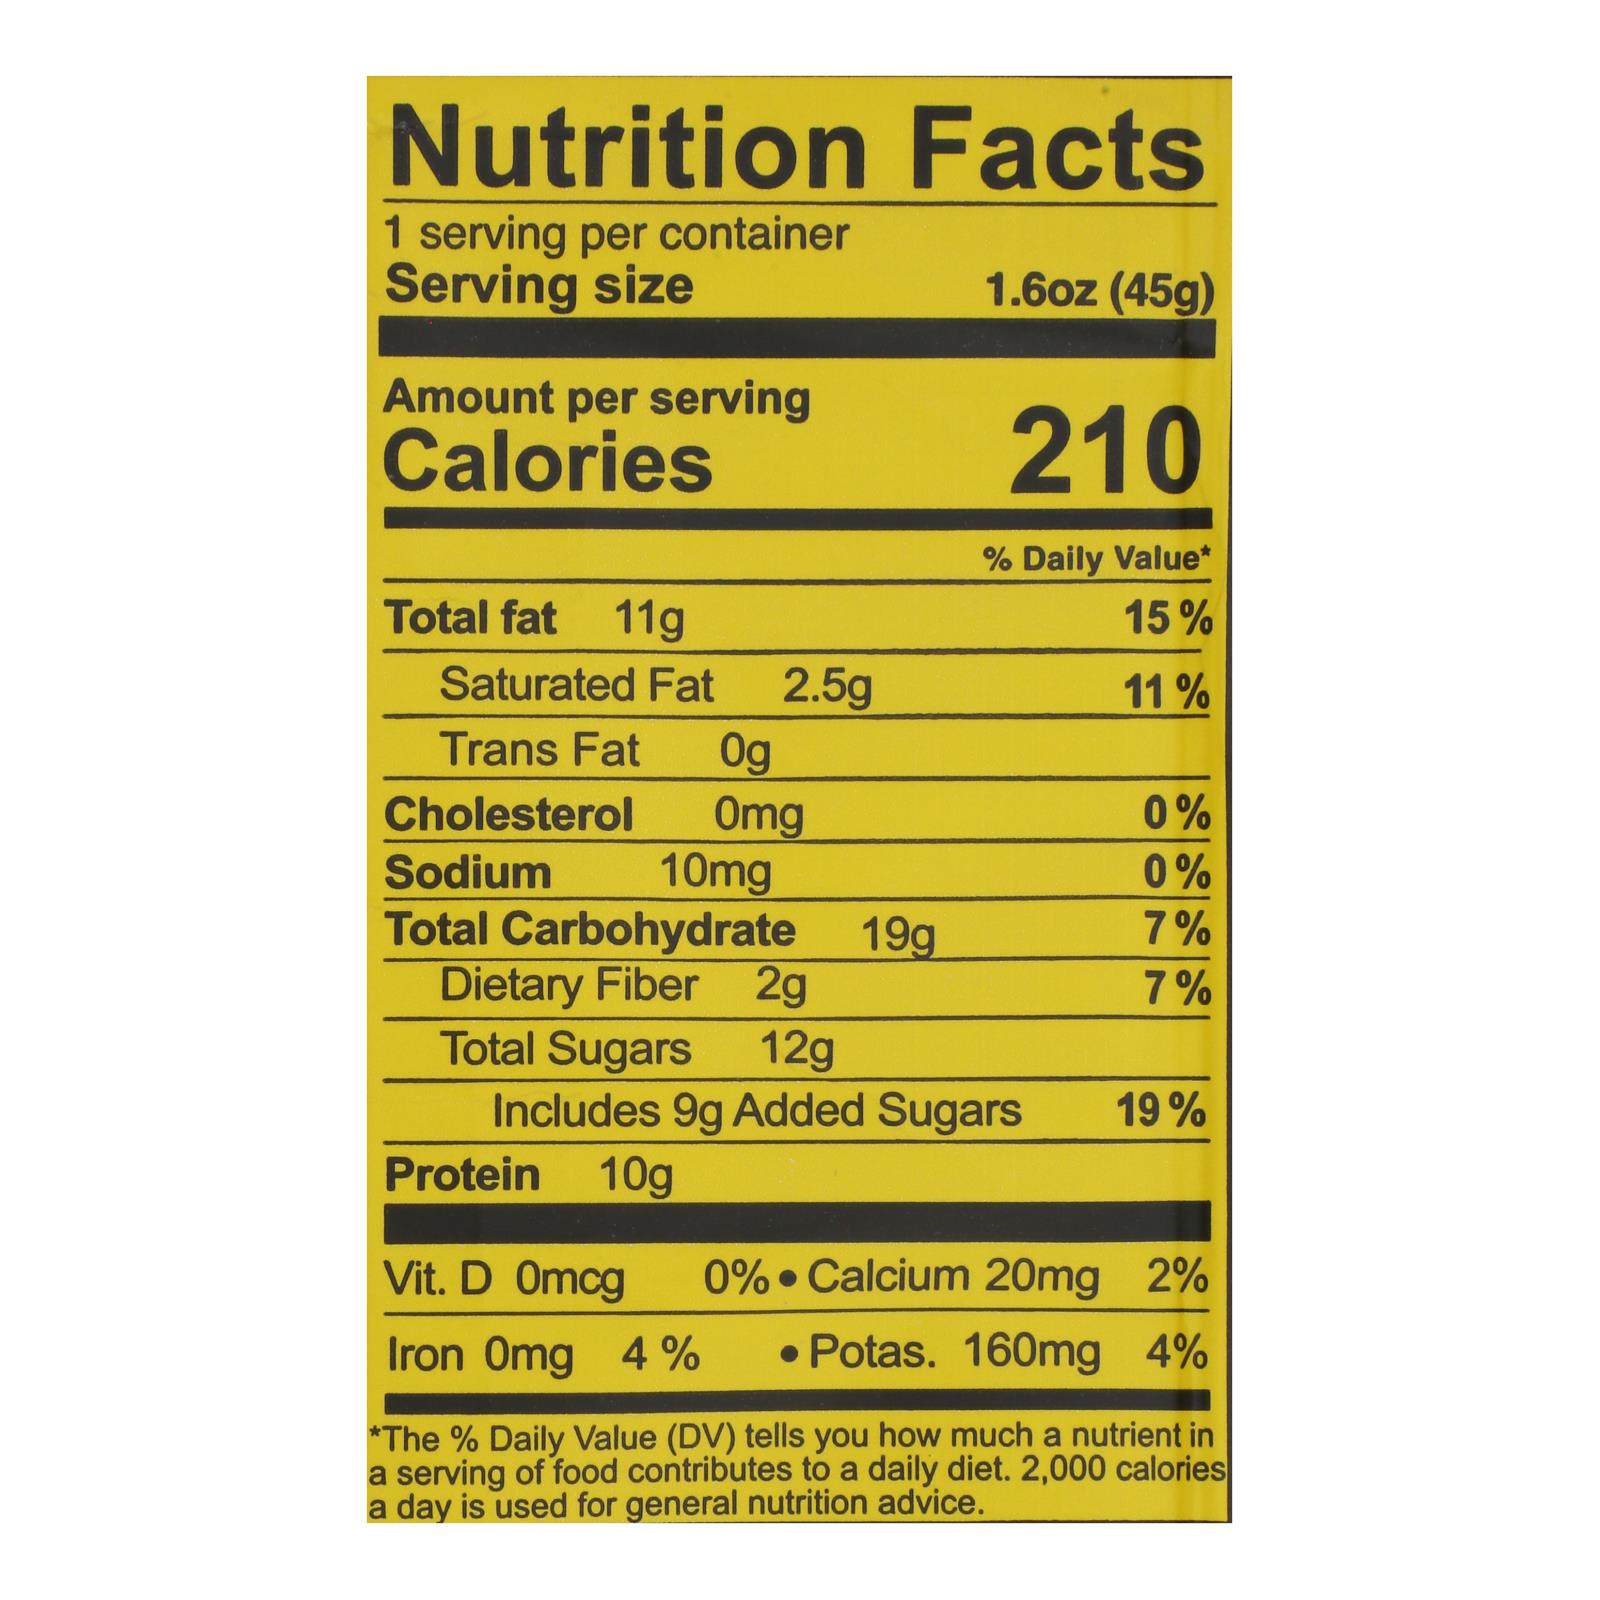 Nutrition Facts
1 serving per container
Serving size 1.6oz (45g)
Amount per serving
Calories 210
% Daily Value*
Total fat 11g 15 %
Saturated Fat 2.5g 11 %
Trans Fat 0g
Cholesterol 0mg 0 %
Sodium 10mg 0 %
Total Carbohydrate 19g 7 %
Dietary Fiber 2g 7 %
Total Sugars 12g
Includes 9g Added Sugars 19 %
Protein 10g
Vit. D 0mcg 0% • Calcium 20mg 2%
Iron 0mg 4 % • Potas. 160mg 4%
*The % Daily Value (DV) tells you how much a nutrient in
a serving of food contributes to a daily diet. 2,000 calories
a day is used for general nutrition advice.